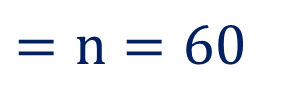 = n = 60